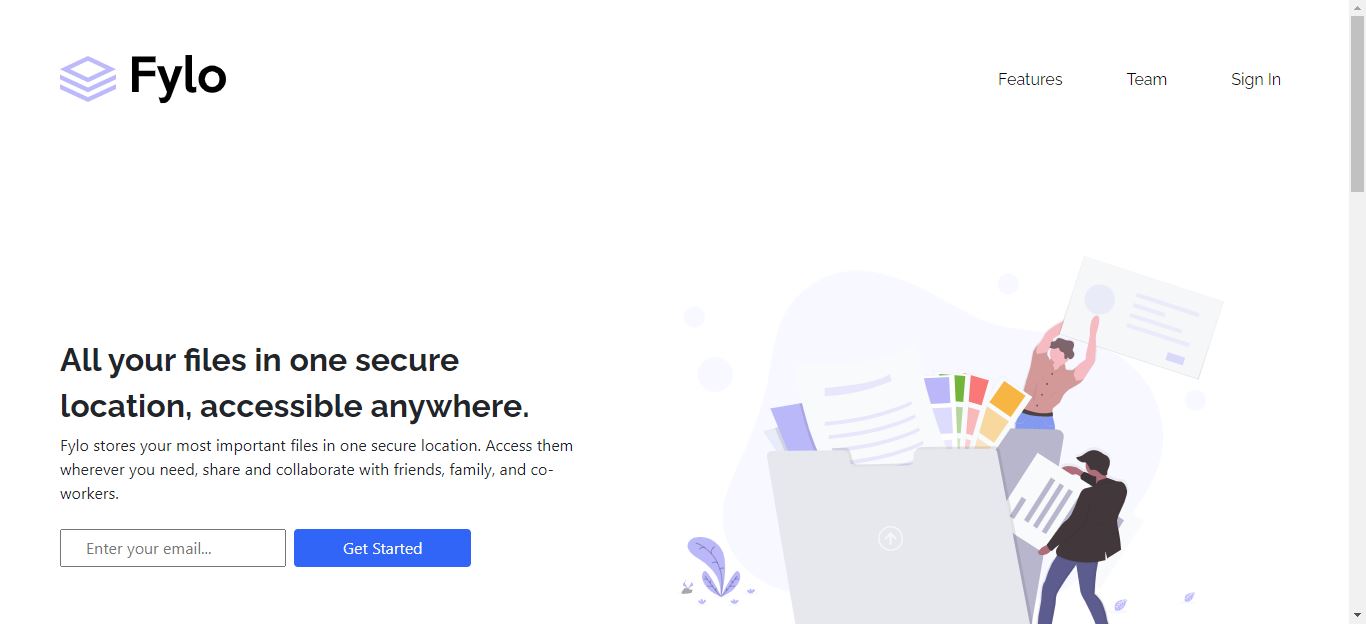 Fylo
Features
Team
Sign In
All your files in one secure
location, accessible anywhere.
Fylo stores your most important files in one secure location. Access them
wherever you need, share and collaborate with friends, family, and co-
workers.
Enter your email...
Get Started